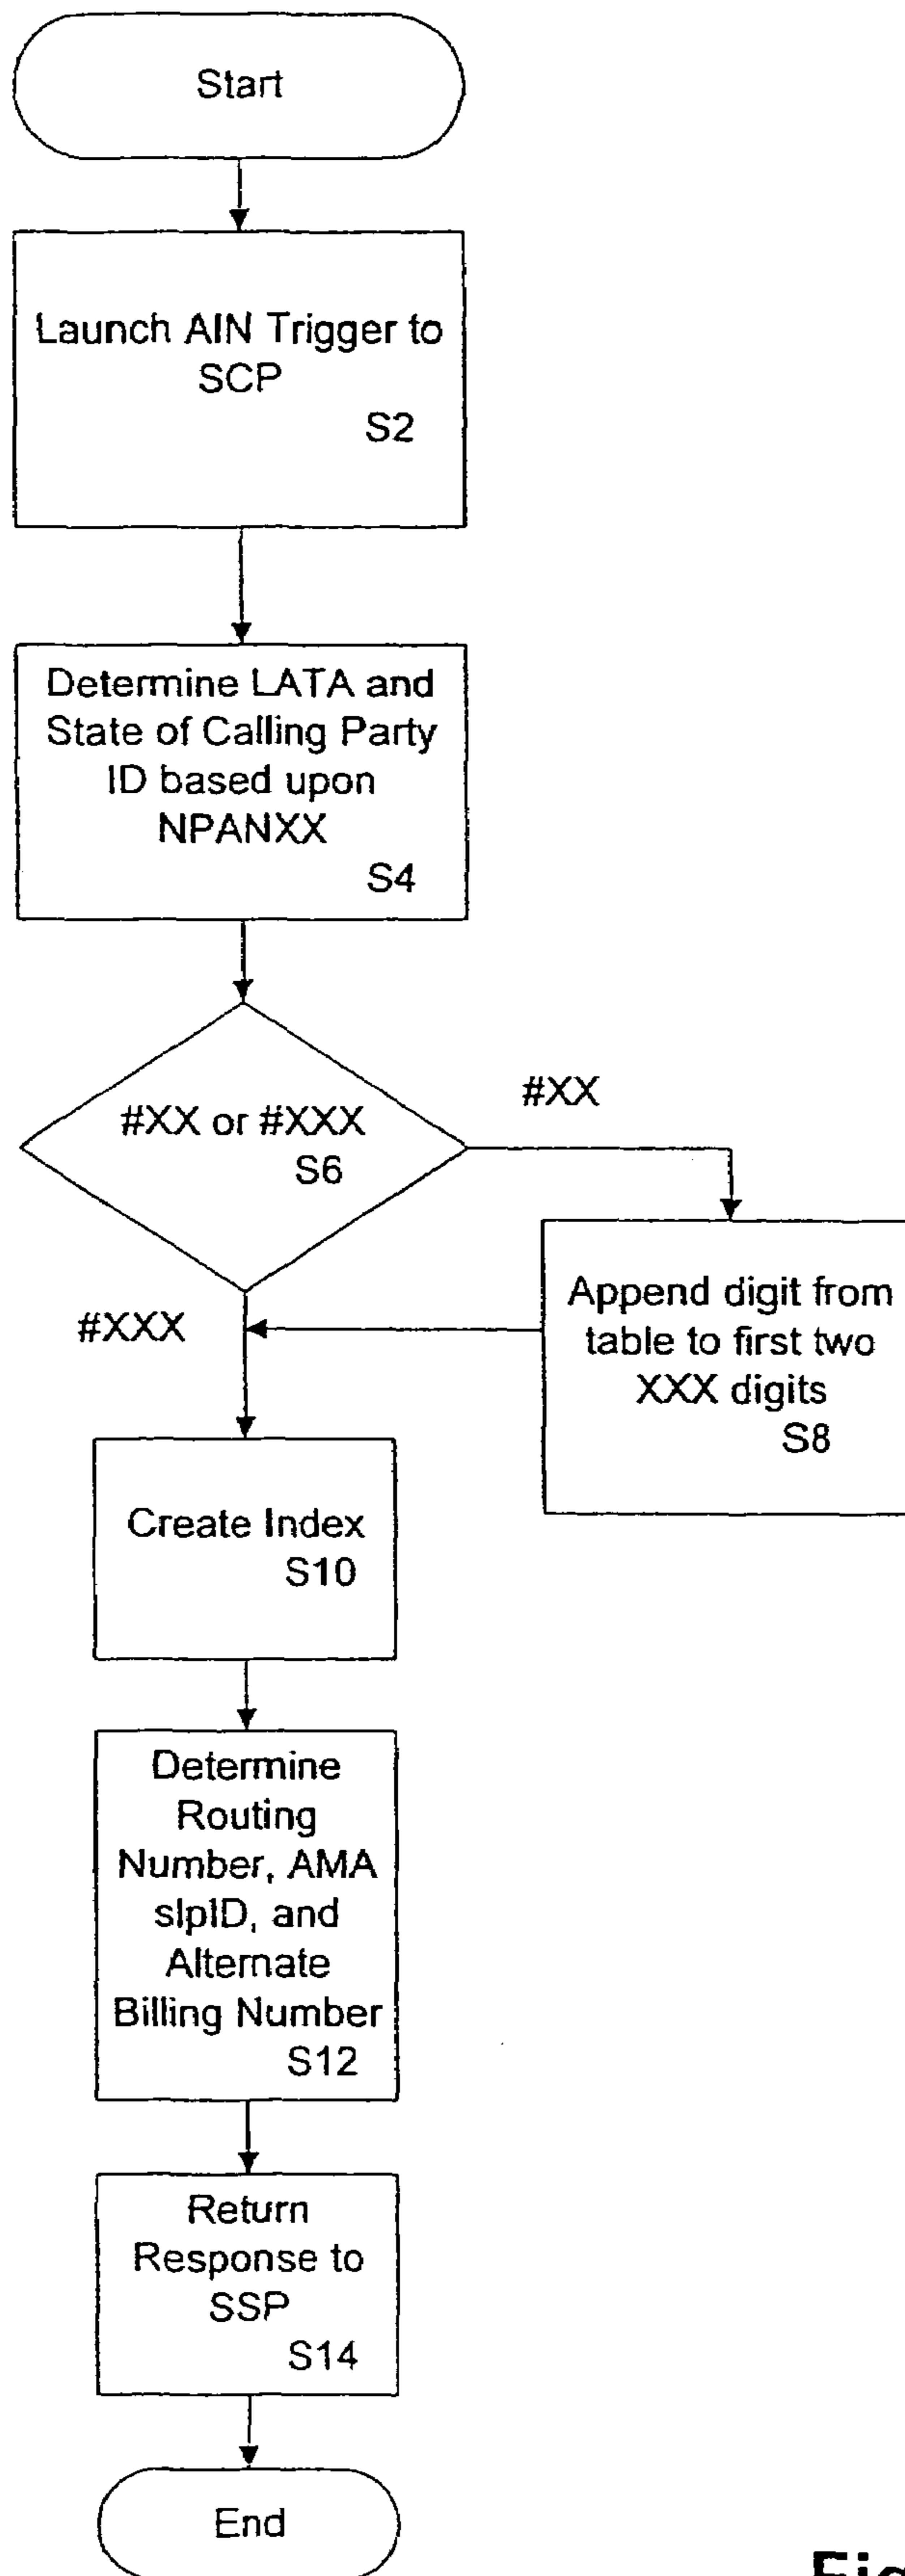 Start
Launch AIN Trigger to
SCP
S2
Determine LATA and
State of Calling Party
ID based upon
NPANXX
S4
#XX or #XXX
S6
#XX
Append digit from
table to first two
XXX digits
S8
#XXX
Create Index
S10
Determine
Routing
Number, AMA
slpID, and
Alternate
Billing Number
S12
Return
Response to
SSP
S14
End